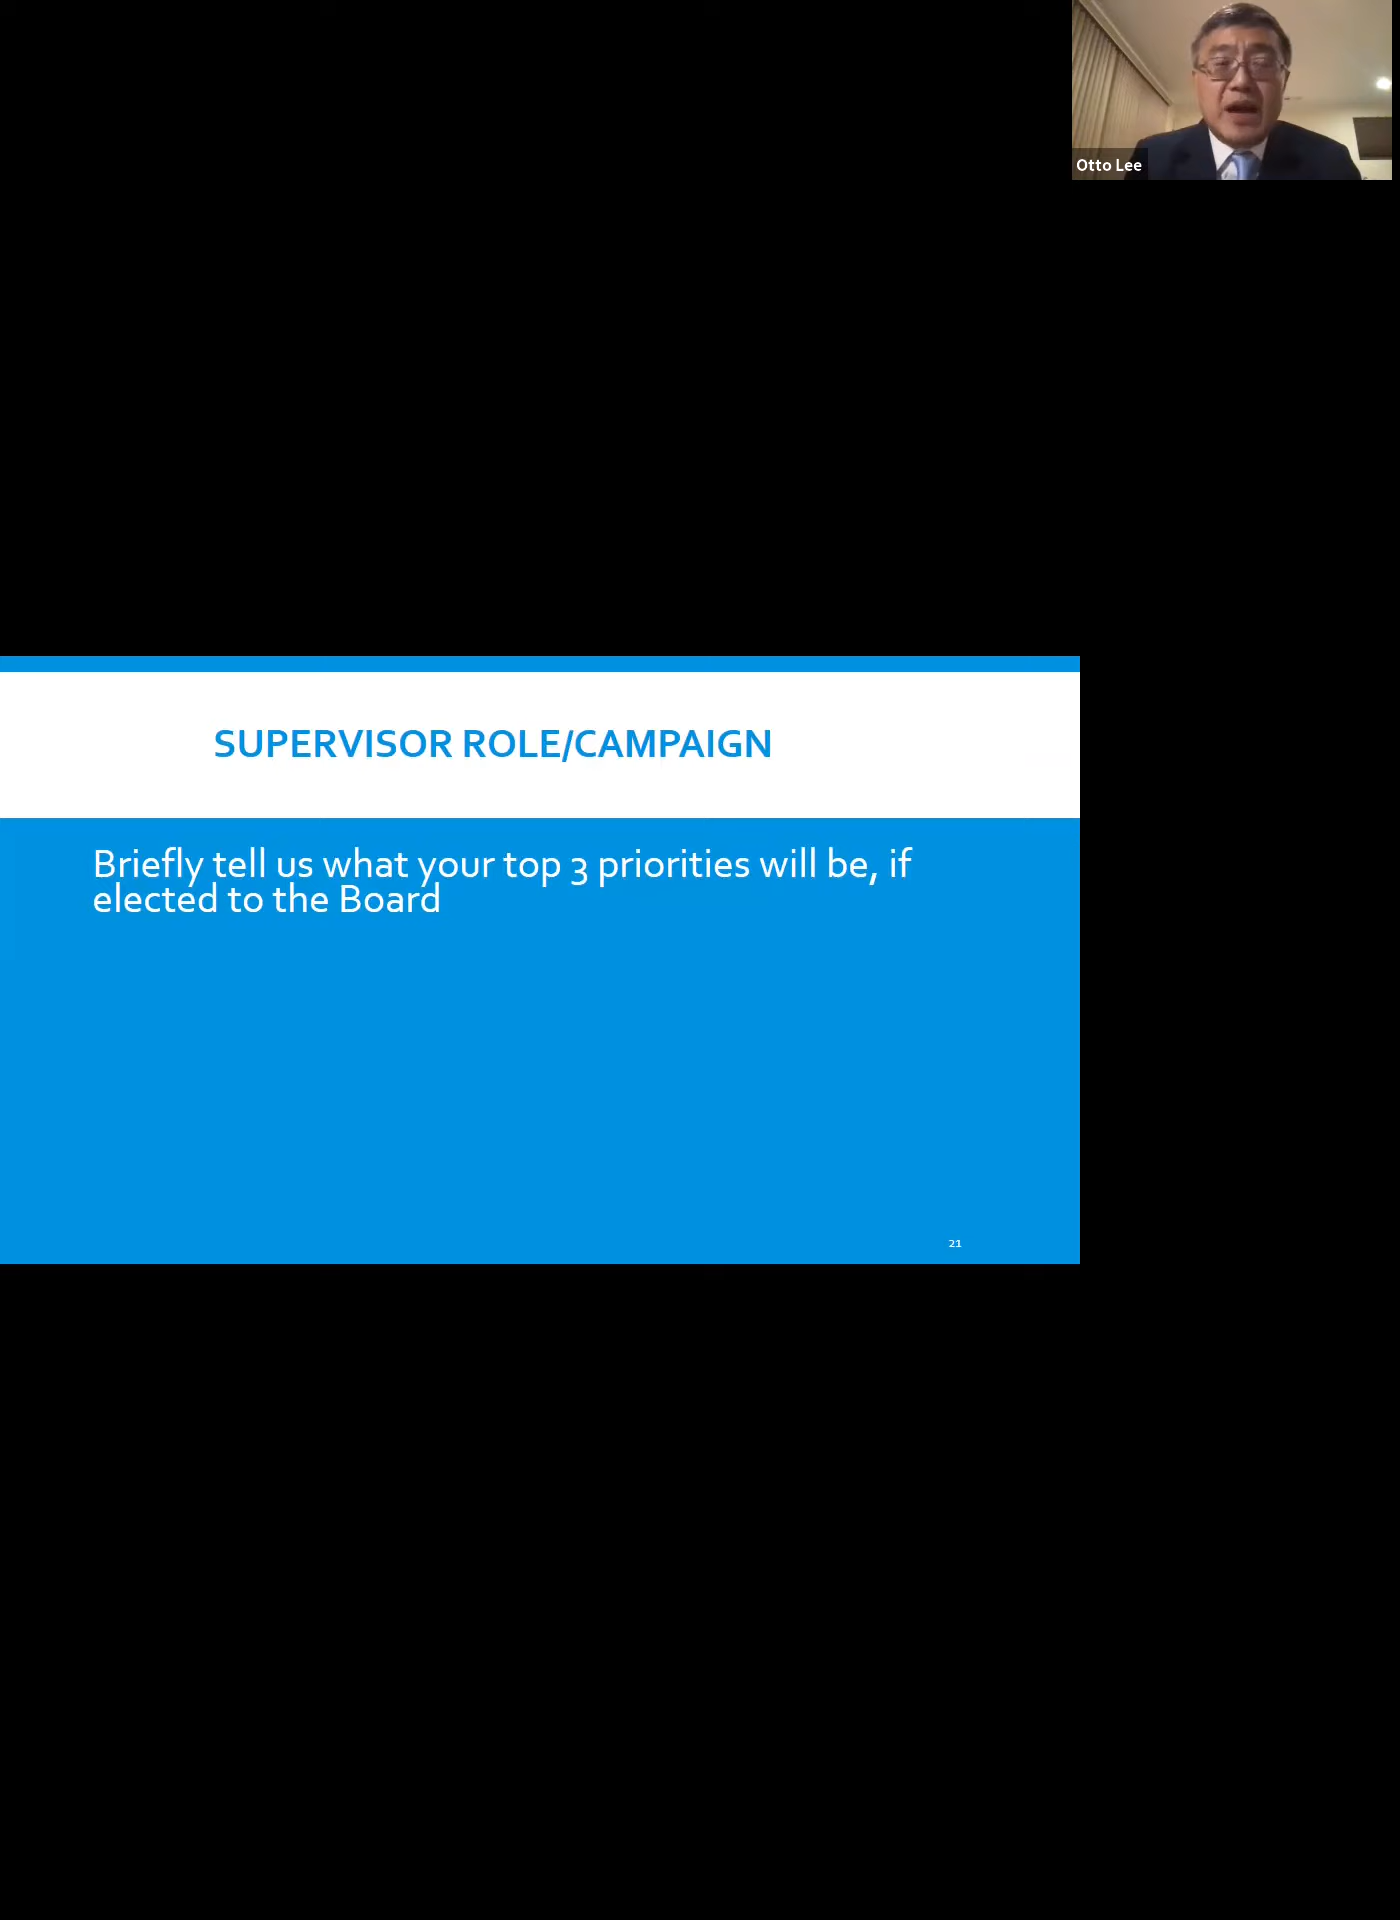 Otto Lee
SUPERVISOR ROLE/CAMPAIGN
Briefly tell us what your top 3 priorities will be, if
elected to the Board
21